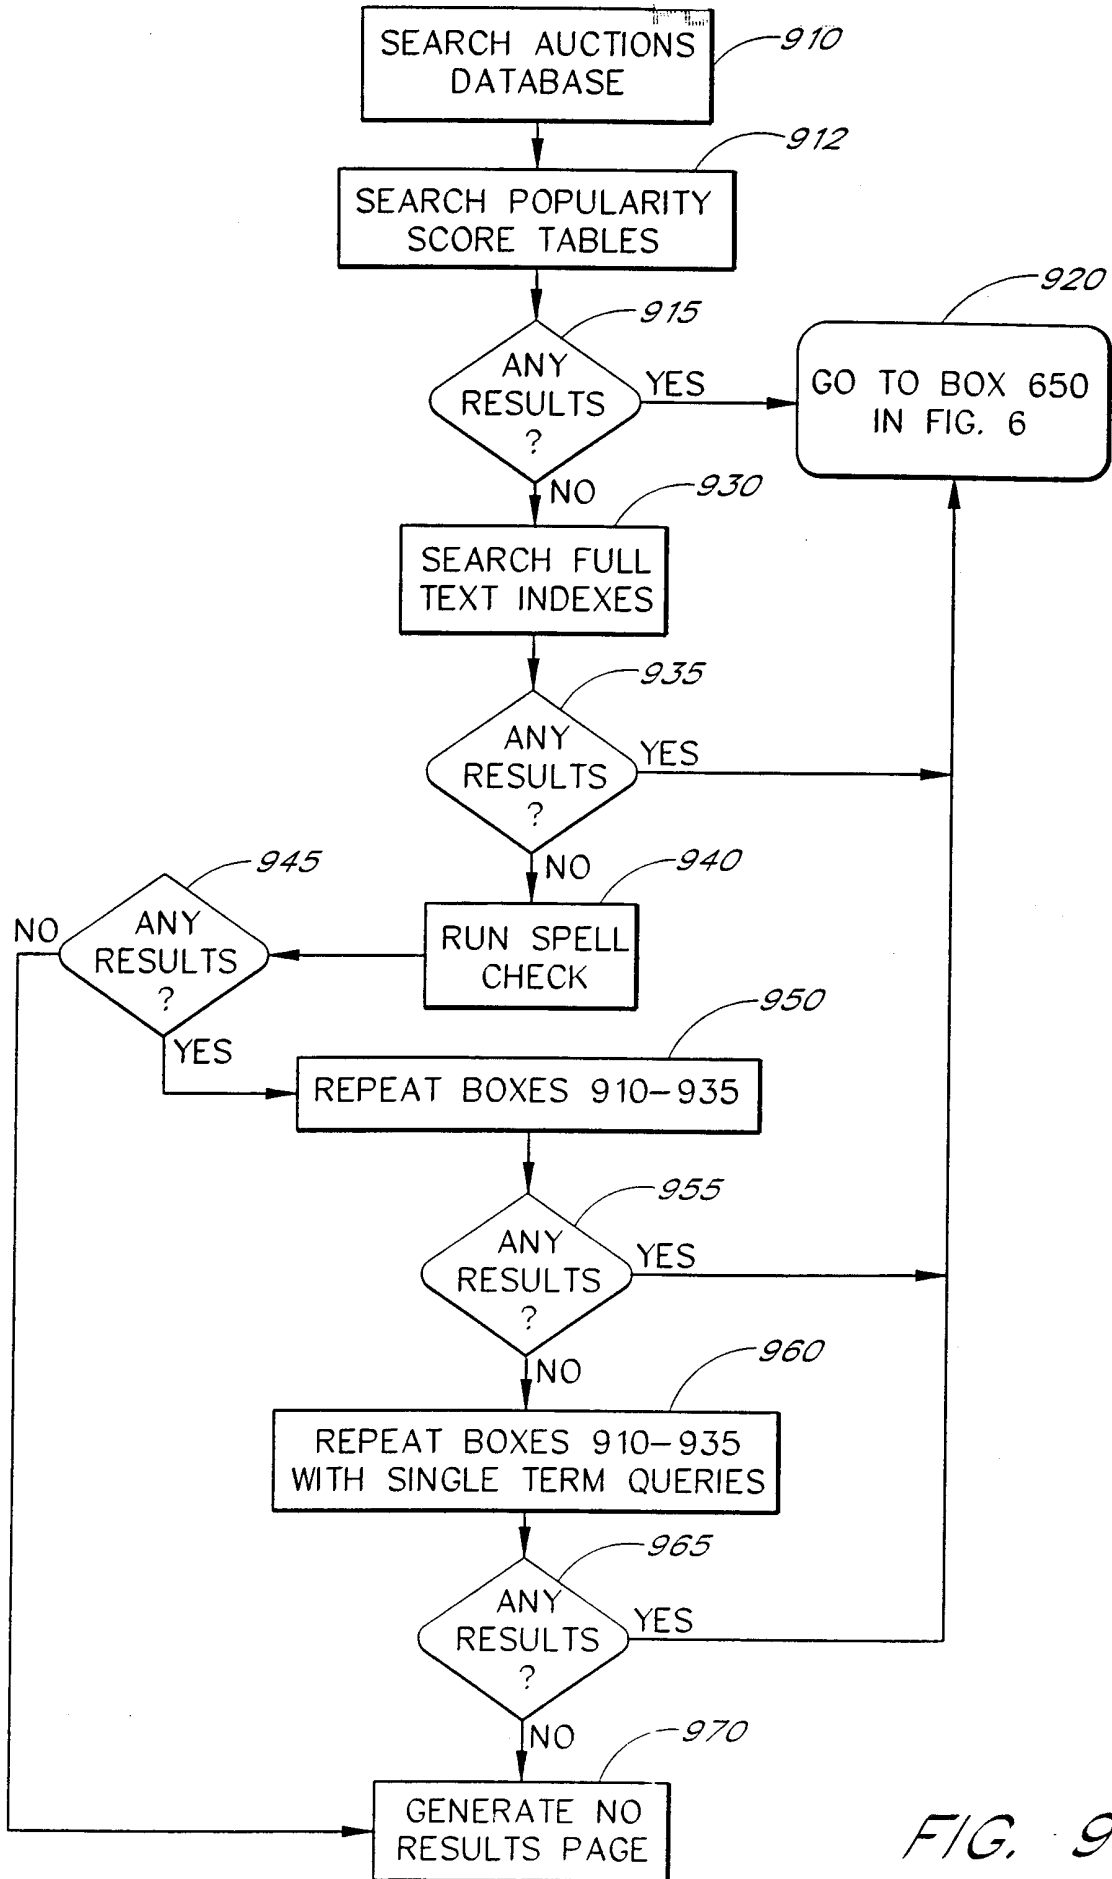 SEARCH AUCTIONS
DATABASE
910
912
SEARCH POPULARITY
SCORE TABLES
915
ANY
RESULTS
?
YES
920
GO TO BOX 650
IN FIG. 6
NO
930
SEARCH FULL
TEXT INDEXES
935
ANY
RESULTS
?
YES
NO
940
RUN SPELL
CHECK
945
ANY
RESULTS
?
NO
YES
950
REPEAT BOXES 910-935
955
ANY
RESULTS
?
YES
NO
960
REPEAT BOXES 910-935
WITH SINGLE TERM QUERIES
965
ANY
RESULTS
?
YES
NO
970
GENERATE NO
RESULTS PAGE
FIG. 9